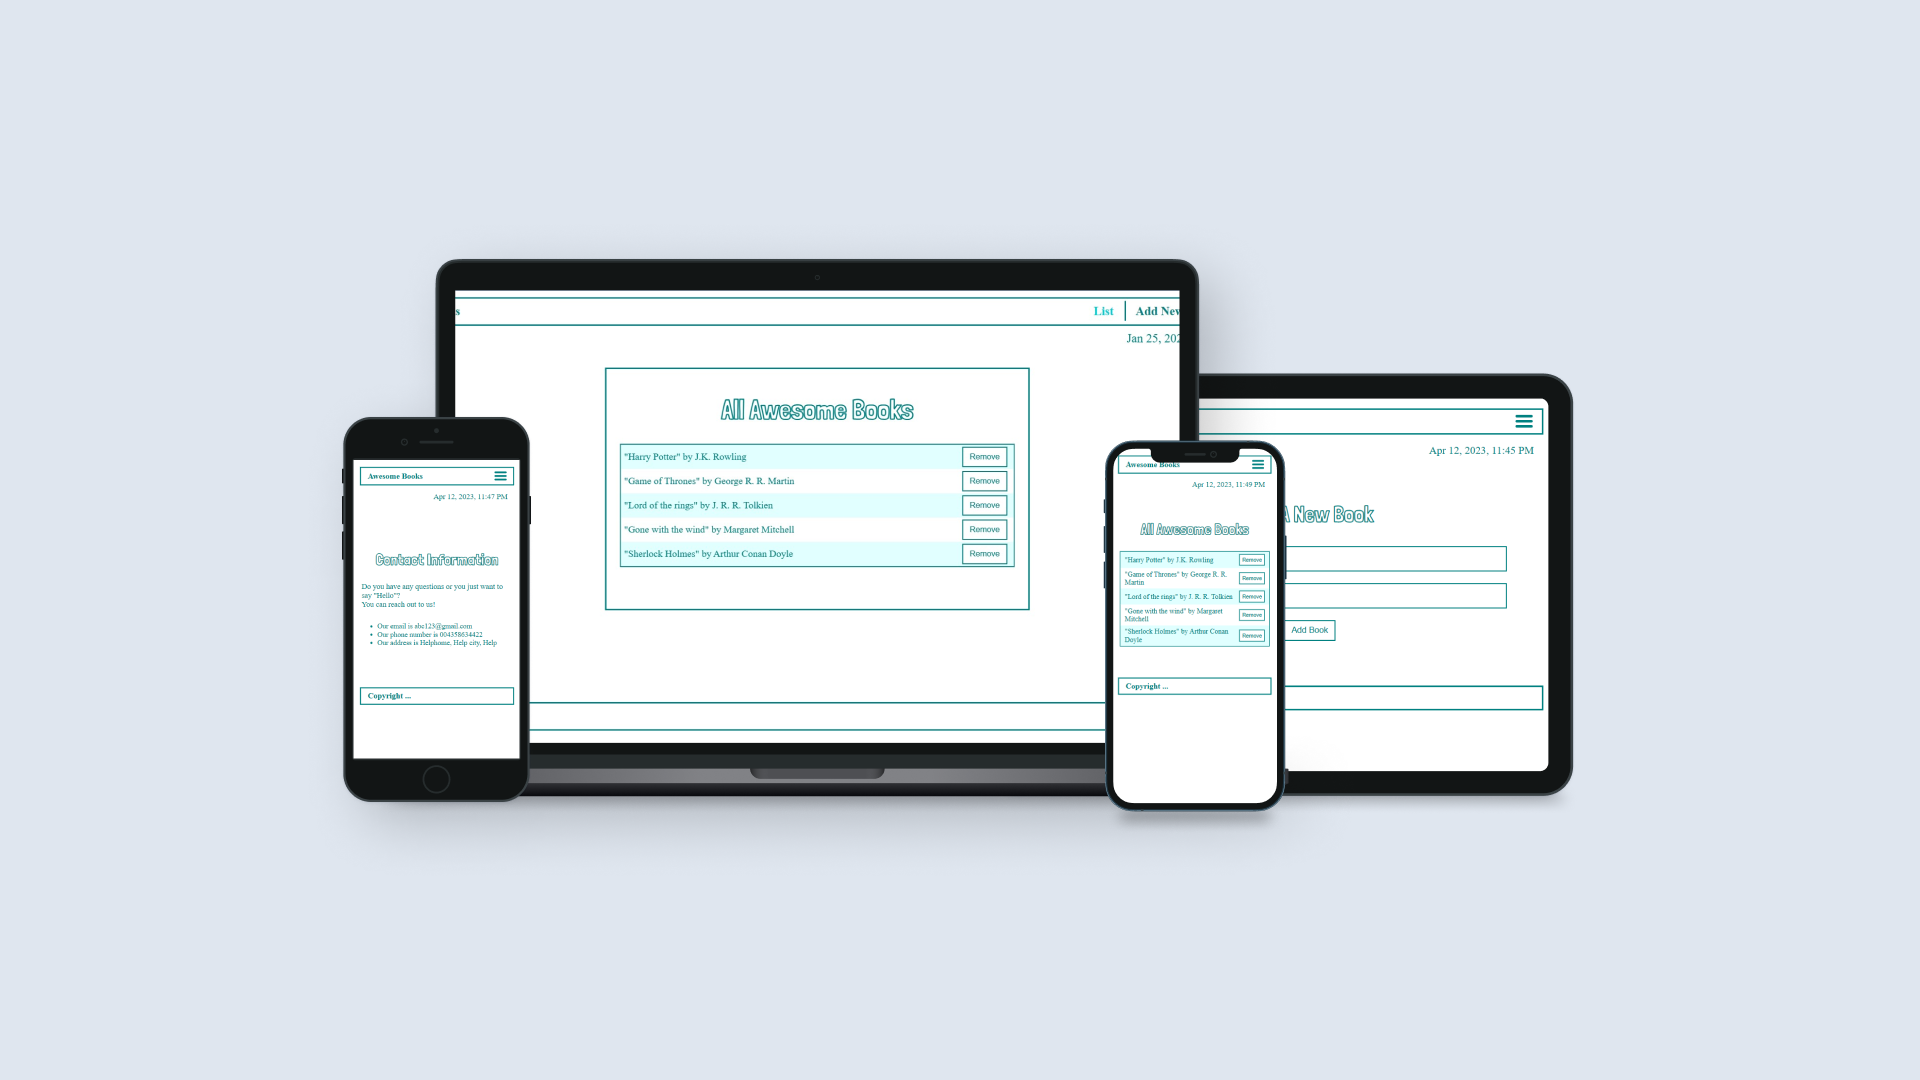 s
List
Add New
Jan 25, 202
All Awesome Books
"Harry Potter" by J.K. Rowling
Remove
"Game of Thrones" by George R. R. Martin
Remove
"Lord of the rings" by J. R. R. Tolkien
Remove
"Gone with the wind" by Margaret Mitchell
Remove
"Sherlock Holmes" by Arthur Conan Doyle
Remove
Awesome Books
Apr 12, 2023, 11:47 PM
Contact Information
Do you have any questions or you just want to
say "Hello"?
You can reach out to us!
Our email is abc123@gmail.com
Our phone number is 004358634422
Our address is Helphome, Help city, Help
Copyright ...
Awesome Books
Apr 12, 2023, 11:49 PM
All Awesome Books
"Harry Potter" by J.K. Rowling
Remove
"Game of Thrones" by George R. R.
Martin
Remove
"Lord of the rings" by J. R. R. Tolkien
Remove
"Gone with the wind" by Margaret
Mitchell
Remove
"Sherlock Holmes" by Arthur Conan
Doyle
Remove
Copyright ...
Apr 12, 2023, 11:45 PM
A New Book
Add Book